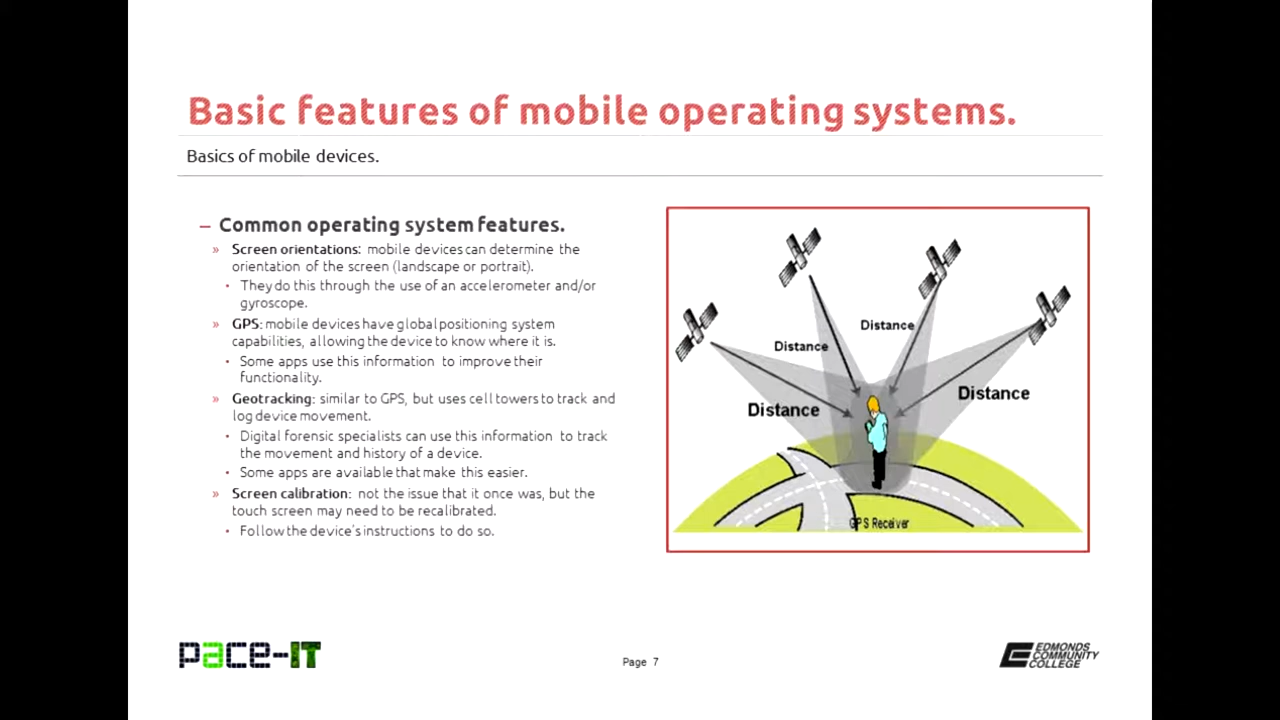 Basic features of mobile operating systems.
Basics of mobile devices.
– Common operating system features.
» Screen orientations: mobile devices can determine the
orientation of the screen (landscape or portrait).
• They do this through the use of an accelerometer and/or
gyroscope.
» GPS: mobile devices have global positioning system
capabilities, allowing the device to know where it is.
• Some apps use this information to improve their
functionality.
» Geotracking: similar to GPS, but uses cell towers to track and
log device movement.
• Digital forensic specialists can use this information to track
the movement and history of a device.
• Some apps are available that make this easier.
» Screen calibration: not the issue that it once was, but the
touch screen may need to be recalibrated.
• Follow the device's instructions to do so.
Distance
Distance
Distance
Distance
GPS Receiver
pace-IT
Page 7
EDMONDS
COMMUNITY
COLLEGE